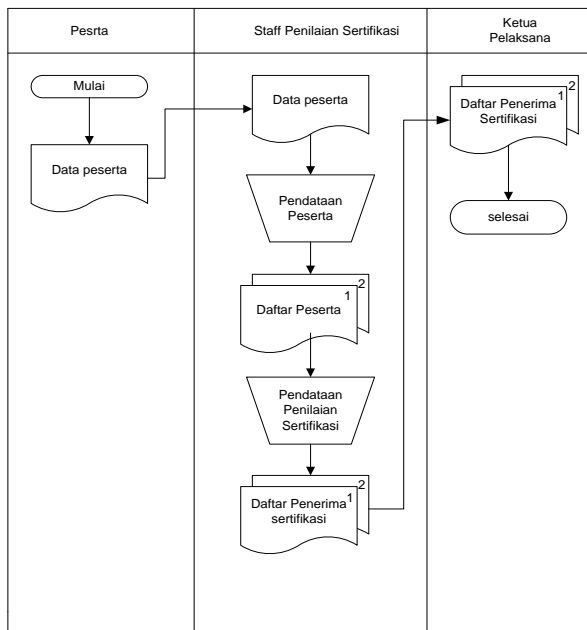 Pesrta
Staff Penilaian Sertifikasi
Ketua
Pelaksana
Mulai
Data peserta
Data peserta
Pendataan
Peserta
2
1
Daftar Peserta
Pendataan
Penilaian
Sertifikasi
2
1
Daftar Penerima
sertifikasi
2
1
Daftar Penerima
Sertifikasi
selesai